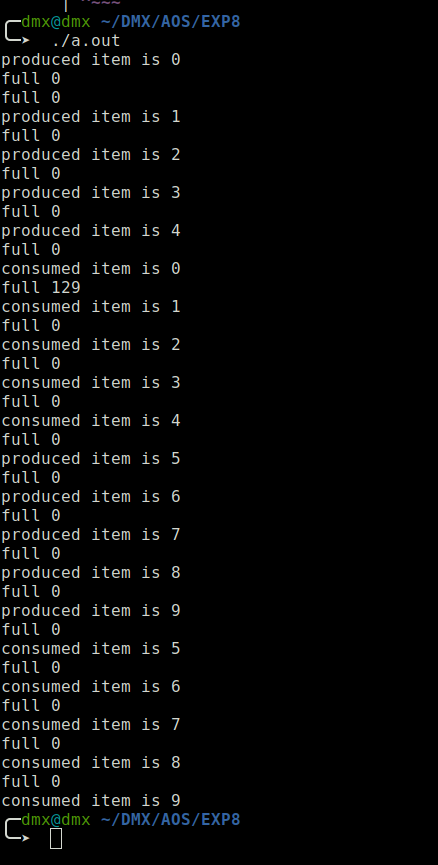 | ~~~~
dmx@dmx ~/DMX/AOS/EXP8
./a.out
produced item is 0
full 0
full 0
produced item is 1
full 0
produced item is 2
full 0
produced item is 3
full 0
produced item is 4
full 0
consumed item is 0
full 129
consumed item is 1
full 0
consumed item is 2
full 0
consumed item is 3
full 0
consumed item is 4
full 0
produced item is 5
full 0
produced item is 6
full 0
produced item is 7
full 0
produced item is 8
full 0
produced item is 9
full 0
consumed item is 5
full 0
consumed item is 6
full 0
consumed item is 7
full 0
consumed item is 8
full 0
consumed item is 9
dmx@dmx ~/DMX/AOS/EXP8